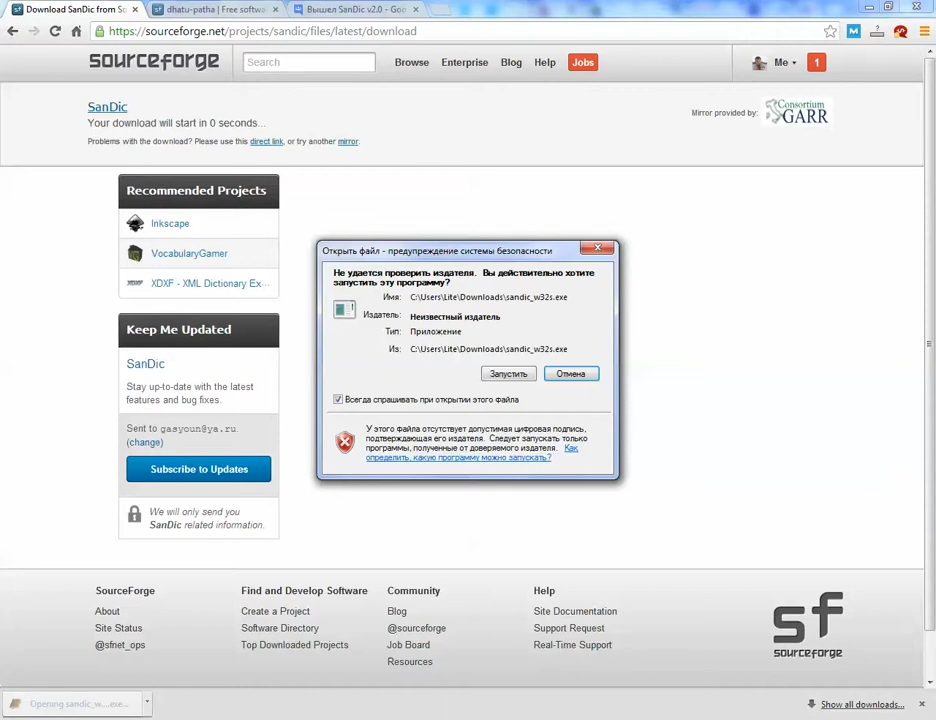 Download SanDic from So
dhatu-patha | Free softwa
Вышел SanDic v2.0 - Goo
https://sourceforge.net/projects/sandic/files/latest/download
sourceforge
Search
Browse
Enterprise
Blog
Help
Jobs
Me
1
SanDic
Your download will start in 0 seconds...
Problems with the download? Please use this direct link, or try another mirror.
Mirror provided by:
Consortium
GARR
Recommended Projects
Inkscape
VocabularyGamer
XDXF - XML Dictionary Ex...
Keep Me Updated
SanDic
Stay up-to-date with the latest
features and bug fixes.
Sent to gasyoun@ya.ru.
(change)
Subscribe to Updates
We will only send you
SanDic related information.
Открыть файл - предупреждение системы безопасности
Не удается проверить издателя. Вы действительно хотите
запустить эту программу?
Имя: C:\Users\Lite\Downloads\sandic_w32s.exe
Издатель: Неизвестный издатель
Тип: Приложение
Из: C:\Users\Lite\Downloads\sandic_w32s.exe
Запустить
Отмена
Всегда спрашивать при открытии этого файла
У этого файла отсутствует допустимая цифровая подпись,
подтверждающая его издателя. Следует запускать только
программы, полученные от доверяемого издателя. Как
определить, какую программу можно запускать?
SourceForge
About
Site Status
@sfnet_ops
Find and Develop Software
Create a Project
Software Directory
Top Downloaded Projects
Community
Blog
@sourceforge
Job Board
Resources
Help
Site Documentation
Support Request
Real-Time Support
sf
sourceforge
Opening sandic_w....exe...
Show all downloads...